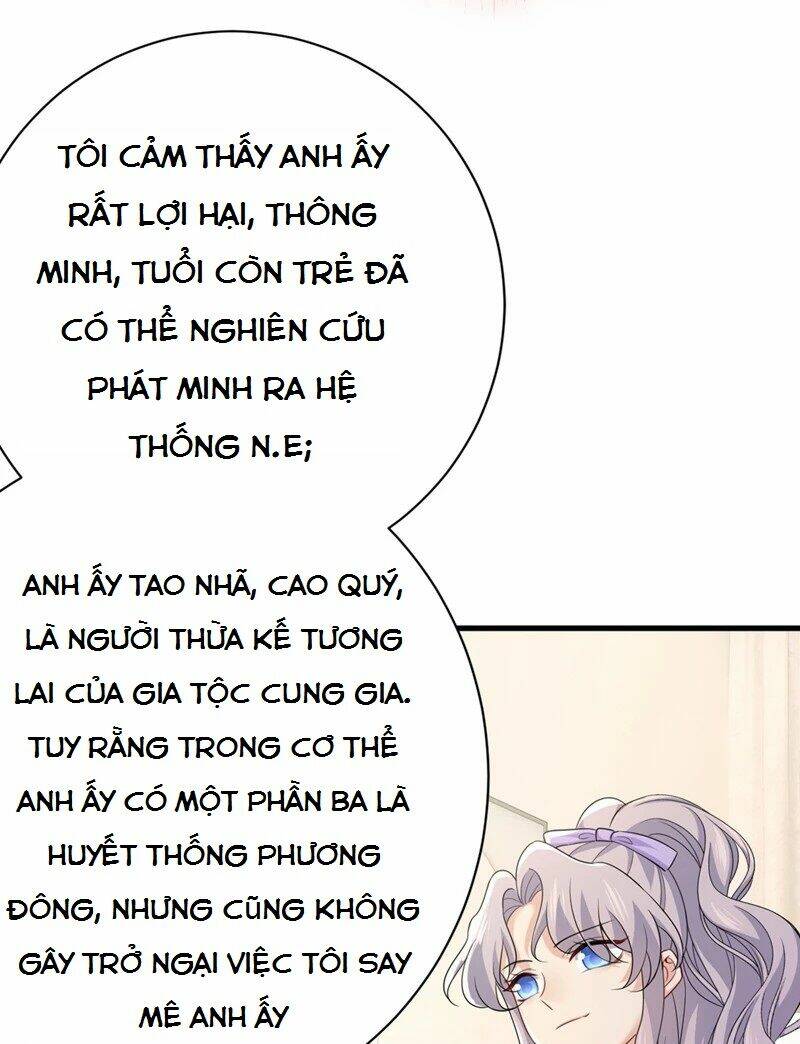 TÔI CẢM THẤY ANH ẤY
RẤT LỢI HẠI, THÔNG
MINH, TUỔI CÒN TRẺ ĐÃ
CÓ THỂ NGHIÊN CỨU
PHÁT MINH RA HỆ
THỐNG N.E;
ANH ẤY TAO NHÃ, CAO QUÝ,
LÀ NGƯỜI THỪA KẾ TƯƠNG
LAI CỦA GIA TỘC CUNG GIA.
TUY RẰNG TRONG CƠ THỂ
ANH ẤY CÓ MỘT PHẦN BA LÀ
HUYẾT THỐNG PHƯƠNG
ĐÔNG, NHƯNG CŨNG KHÔNG
GÂY TRỞ NGẠI VIỆC TÔI SAY
MÊ ANH ẤY